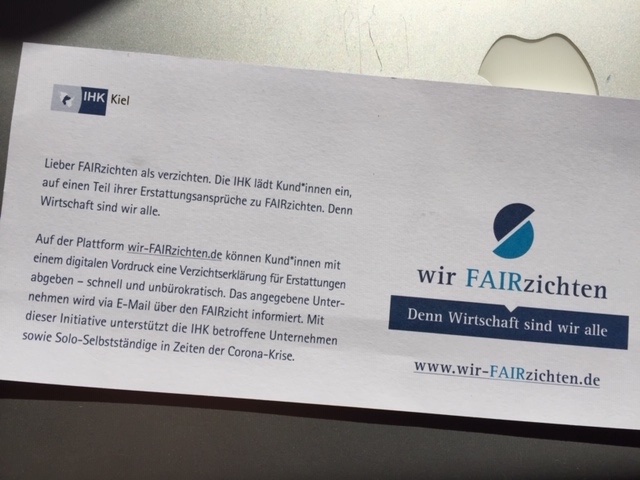 IHK Kiel
Lieber FAIRzichten als verzichten. Die IHK lädt Kund*innen ein,
auf einen Teil ihrer Erstattungsansprüche zu FAIRzichten. Denn
Wirtschaft sind wir alle.
Auf der Plattform wir-FAIRzichten.de können Kund*innen mit
einem digitalen Vordruck eine Verzichtserklärung für Erstattungen
abgeben – schnell und unbürokratisch. Das angegebene Unter-
nehmen wird via E-Mail über den FAIRzicht informiert. Mit
dieser Initiative unterstützt die IHK betroffene Unternehmen
sowie Solo-Selbstständige in Zeiten der Corona-Krise.
wir FAIRzichten
Denn Wirtschaft sind wir alle
www.wir-FAIRzichten.de